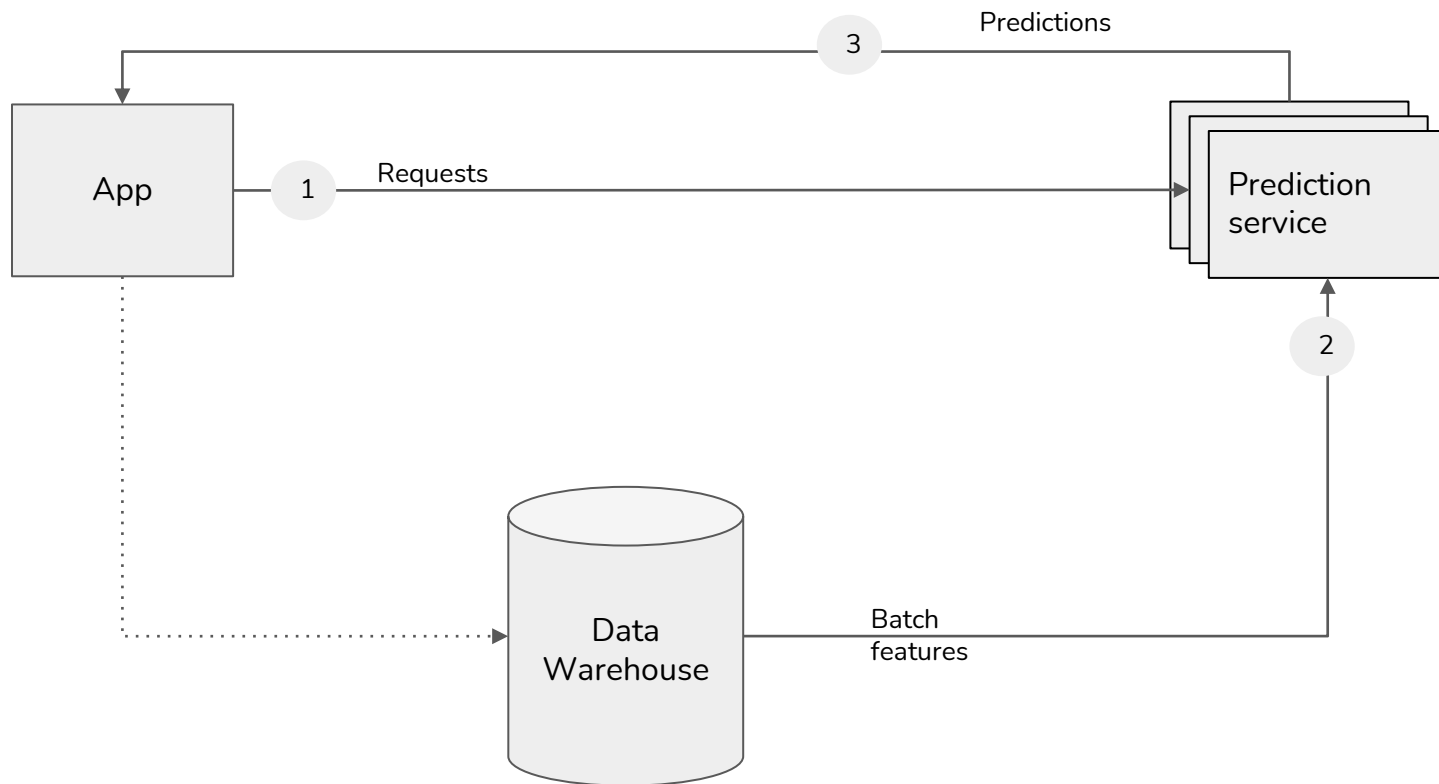 Predictions
3
App
1
Requests
Prediction
service
2
Data
Warehouse
Batch
features